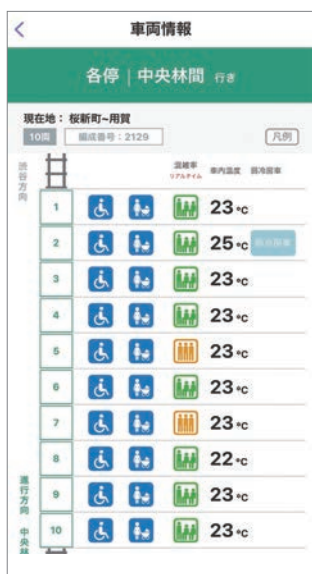 車両情報
各停 | 中央林間 行き
現在地： 桜新町~用賀
10両 編成番号：2129 凡例
渋谷方向
混雑率 車内温度 弱冷房車
リアルタイム
1 23 °C
2 25 °C 弱冷房車
3 23 °C
4 23 °C
5 23 °C
6 23 °C
7 23 °C
8 22 °C
9 23 °C
10 23 °C
進行方向 中央林